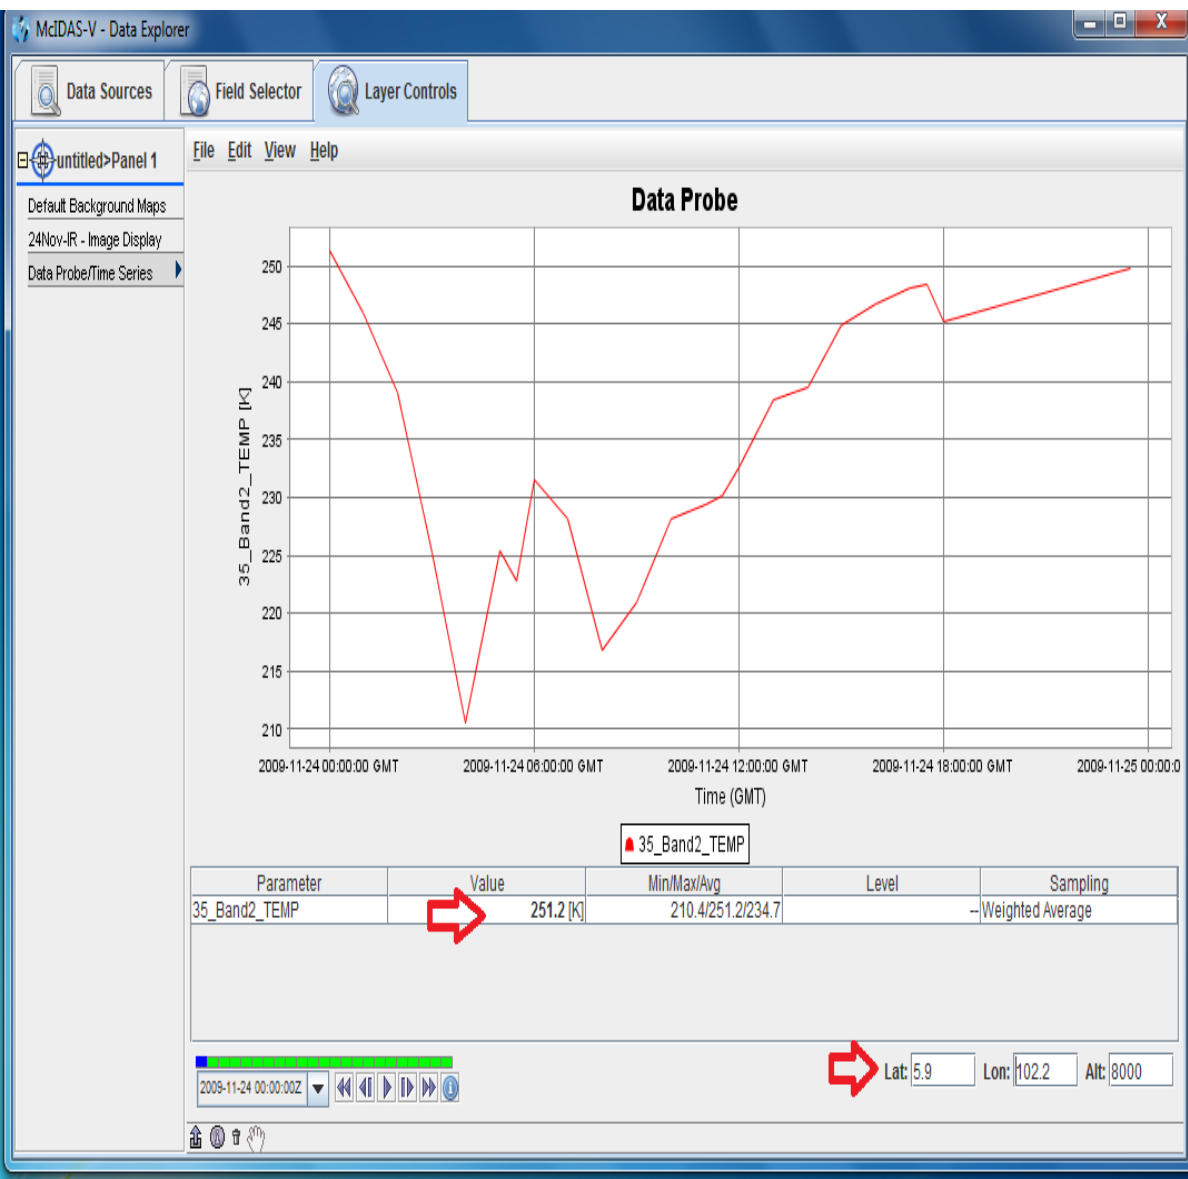 McIDAS-V - Data Explorer
Data Sources
Field Selector
Layer Controls
untitled>Panel 1
File Edit View Help
Default Background Maps
24Nov-IR - Image Display
Data Probe/Time Series
Data Probe
250
245
240
235
230
225
220
215
210
35_Band2_TEMP [K]
2009-11-24 00:00:00 GMT
2009-11-24 06:00:00 GMT
2009-11-24 12:00:00 GMT
2009-11-24 18:00:00 GMT
2009-11-25 00:00:0
Time (GMT)
35_Band2_TEMP
Parameter Value Min/Max/Avg Level Sampling
35_Band2_TEMP 251.2 [K] 210.4/251.2/234.7 -- Weighted Average
Lat: 5.9 Lon: 102.2 Alt: 8000
2009-11-24 00:00:00Z